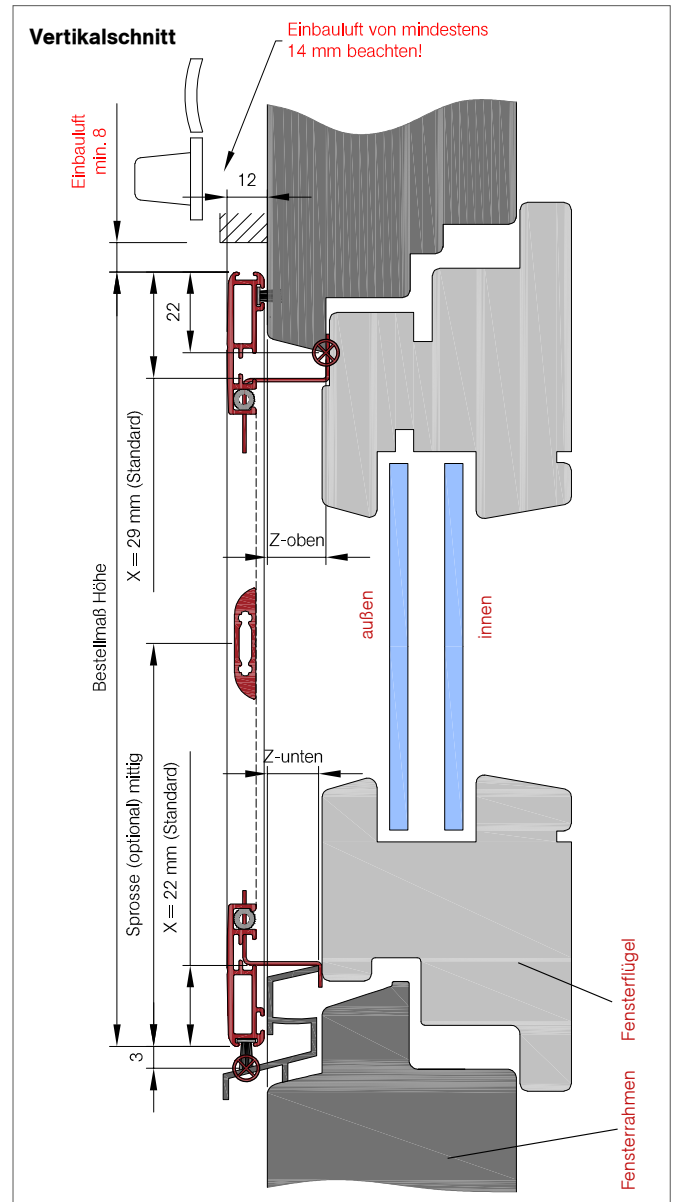 Vertikalschnitt
Einbauluft von mindestens
14 mm beachten!
Einbauluft
min. 8
12
22
X = 29 mm (Standard)
Z-oben
außen
innen
Bestellmaß Höhe
Sprosse (optional) mittig
X = 22 mm (Standard)
Z-unten
3
Fensterflügel
Fensterrahmen